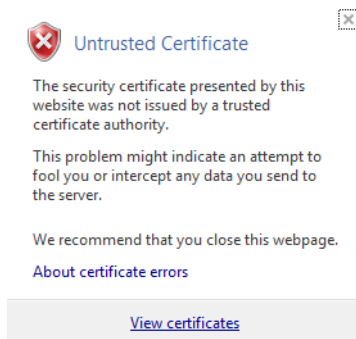 Untrusted Certificate
The security certificate presented by this
website was not issued by a trusted
certificate authority.
This problem might indicate an attempt to
fool you or intercept any data you send to
the server.
We recommend that you close this webpage.
About certificate errors
View certificates